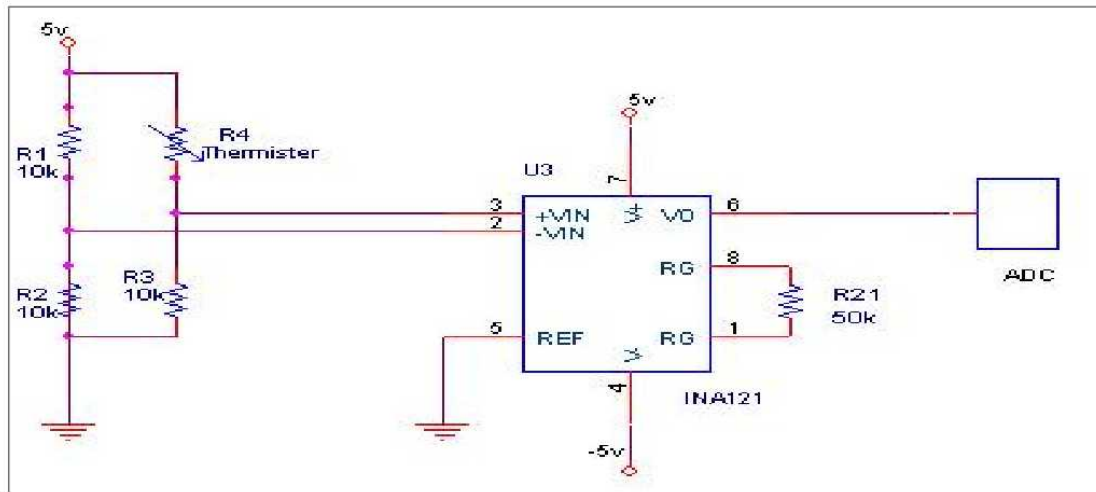 5v
R1
10k
R4
Thermister
R2
10k
R3
10k
U3
5v
7
3
+VIN
2
-VIN
V+
VO
6
RG
8
R21
50k
5
REF
RG
1
V-
4
INA121
-5v
ADC